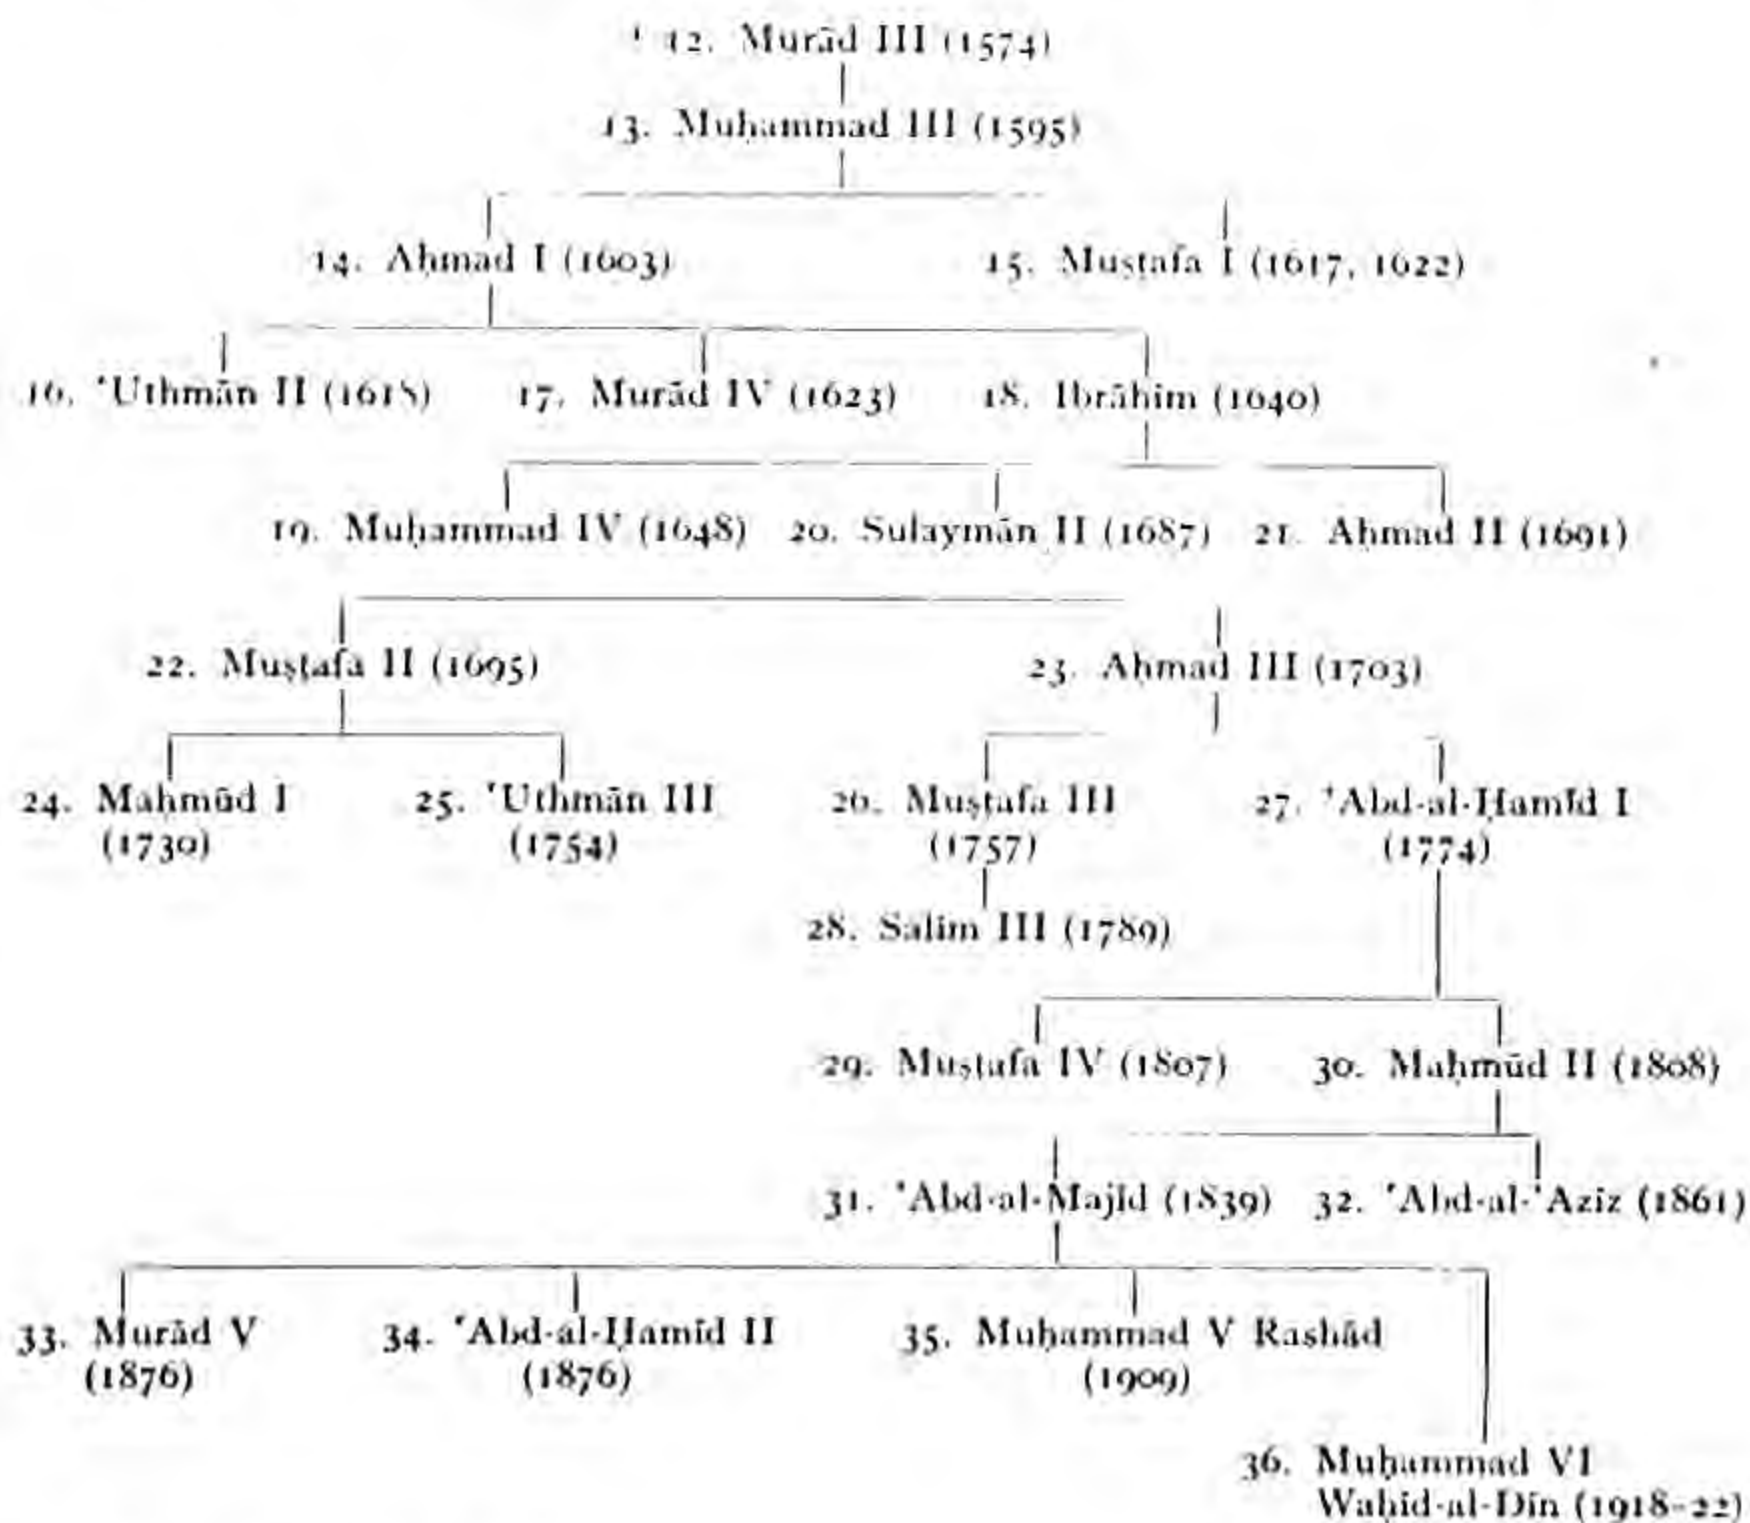 12. Murād III (1574)
13. Muḥammad III (1595)
14. Aḥmad I (1603)
15. Muṣṭafa I (1617, 1622)
16. ‘Uthmān II (1618)
17. Murād IV (1623)
18. Ibrāhīm (1640)
19. Muḥammad IV (1648)
20. Sulaymān II (1687)
21. Aḥmad II (1691)
22. Muṣṭafa II (1695)
23. Aḥmad III (1703)
24. Maḥmūd I
(1730)
25. ‘Uthmān III
(1754)
26. Muṣṭafa III
(1757)
27. ‘Abd-al-Ḥamīd I
(1774)
28. Salīm III (1789)
29. Muṣṭafa IV (1807)
30. Maḥmūd II (1808)
31. ‘Abd-al-Majīd (1839)
32. ‘Abd-al-‘Azīz (1861)
33. Murād V
(1876)
34. ‘Abd-al-Ḥamīd II
(1876)
35. Muḥammad V Rashād
(1909)
36. Muḥammad VI
Waḥīd-al-Dīn (1918-22)